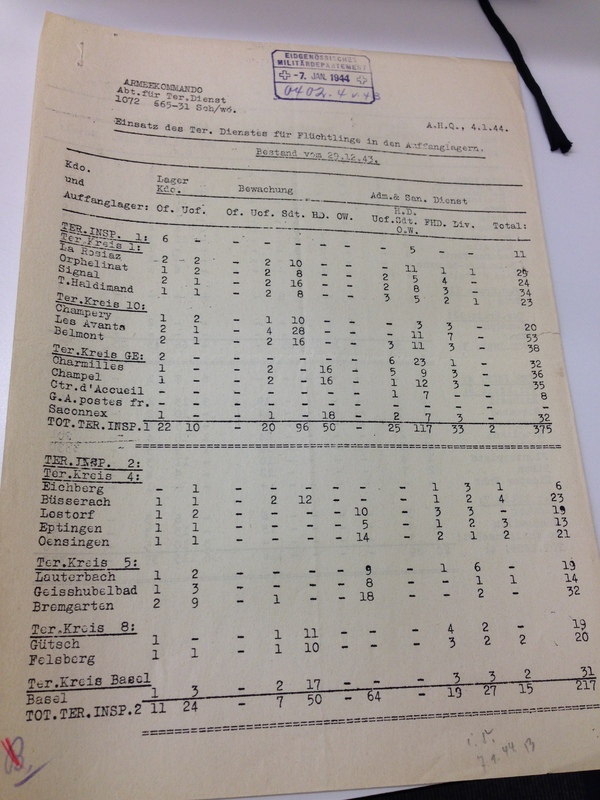 EIDGENÖSSISCHES
MILITÄRDEPARTEMENT
-7. JAN. 1944
0402.4
ARMEEKOMMANDO
Abt.für Ter.Dienst
1072 665-31 Sch/wö.
A.H.Q., 4.1.44.
Einsatz des Ter. Dienstes für Flüchtlinge in den Auffanglagern.
Bestand vom 20.12.43.
Kdo. und Auffanglager: Lager Kdo. Bewachung Adm.& San. Dienst
H.D.
Of. Uof. Of. Uof. Sdt. H.D. OW. Uof.Sdt. FHD. Ziv. Total:
O.W.
TER.INSP. 1: 6 - - - - - - - 5 - - 11
Ter.Kreis 1:
La Rosiaz 2 2 - 2 10 - - - 11 1 1 29
Orphelinat 1 2 - 2 8 - - 2 5 4 - 24
Signal 2 1 - 2 16 - - 2 8 3 - 34
T.Haldimand 1 1 - 2 8 - - 3 5 2 1 23
Ter.Kreis 10:
Champery 1 2 - 1 10 - - - 3 3 - 20
Les Avants 2 1 - 4 28 - - - 11 7 - 53
Belmont 2 1 - 2 16 - - 3 11 3 - 38
Ter.Kreis GE: 2 - - - - - - 6 23 1 - 32
Charmilles 1 - - 2 - 16 - 5 9 3 - 36
Champel 1 - - 2 - 16 - 1 12 3 - 35
Ctr.d'Accueil - - - - - - - 1 7 - - 8
G.A.postes fr. - - - - - - - - - - - -
Saconnex 1 - - 1 - 18 - 2 7 3 - 32
TOT.TER.INSP.1 22 10 - 20 96 50 - 25 117 33 2 375
TER.INSP. 2:
Ter.Kreis 4:
Eichberg - 1 - - - - - - 1 3 1 6
Büsserach 1 1 - 2 12 - - - 1 2 4 23
Lostorf 1 2 - - - 10 - - 3 3 - 19
Eptingen 1 1 - - - 5 - - 1 2 3 13
Oensingen 1 1 - - - 14 - - 2 1 2 21
Ter.Kreis 5:
Lauterbach 1 2 - - - 9 - - 1 6 - 19
Geisshubelbad 1 3 - - - 8 - - - 1 1 14
Bremgarten 2 9 - 1 - 18 - - - 2 - 32
Ter.Kreis 8:
Gütsch 1 - - 1 11 - - - 4 2 - 19
Felsberg 1 1 - 1 10 - - - 3 2 2 20
Ter.Kreis Basel
Basel 1 3 - 2 17 - - - 3 3 2 31
TOT.TER.INSP.2 11 24 - 7 50 - 64 - 19 27 15 217
7.1.44